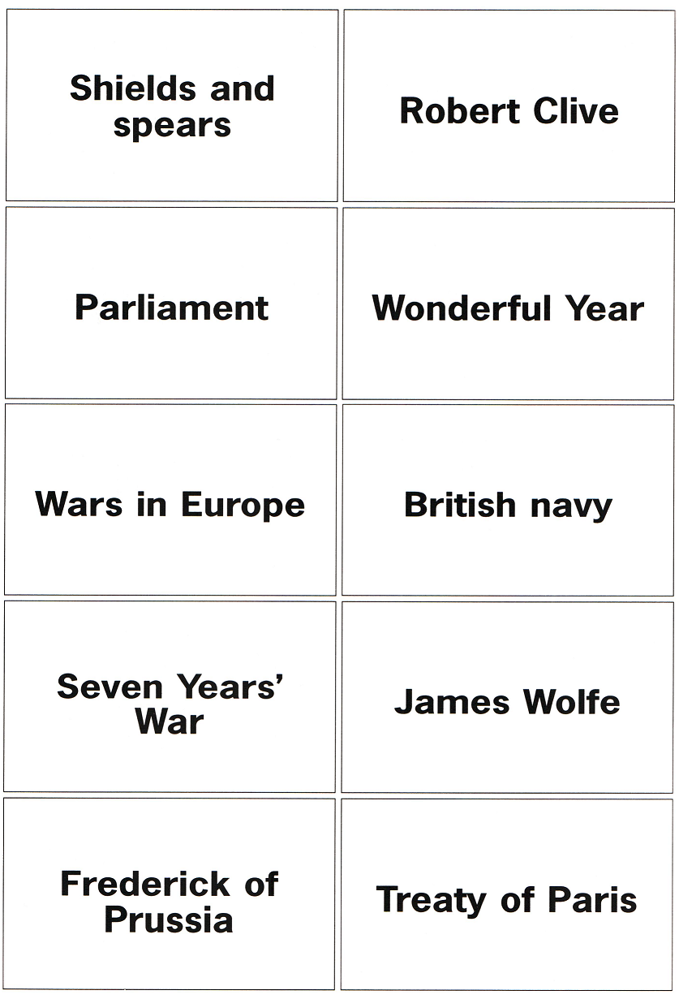 Shields and
spears
Robert Clive
Parliament
Wonderful Year
Wars in Europe
British navy
Seven Years’
War
James Wolfe
Frederick of
Prussia
Treaty of Paris